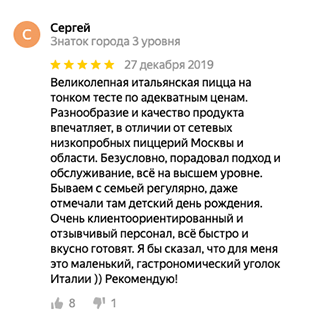 С
Сергей
Знаток города 3 уровня
27 декабря 2019
Великолепная итальянская пицца на
тонком тесте по адекватным ценам.
Разнообразие и качество продукта
впечатляет, в отличии от сетевых
низкопробных пиццерий Москвы и
области. Безусловно, порадовал подход и
обслуживание, всё на высшем уровне.
Бываем с семьей регулярно, даже
отмечали там детский день рождения.
Очень клиентоориентированный и
отзывчивый персонал, всё быстро и
вкусно готовят. Я бы сказал, что для меня
это маленький, гастрономический уголок
Италии )) Рекомендую!
8 1